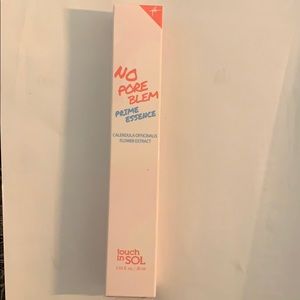 NO
PORE
BLEM
PRIME
ESSENCE
CALENDULA OFFICINALIS
FLOWER EXTRACT
touch
in SOL